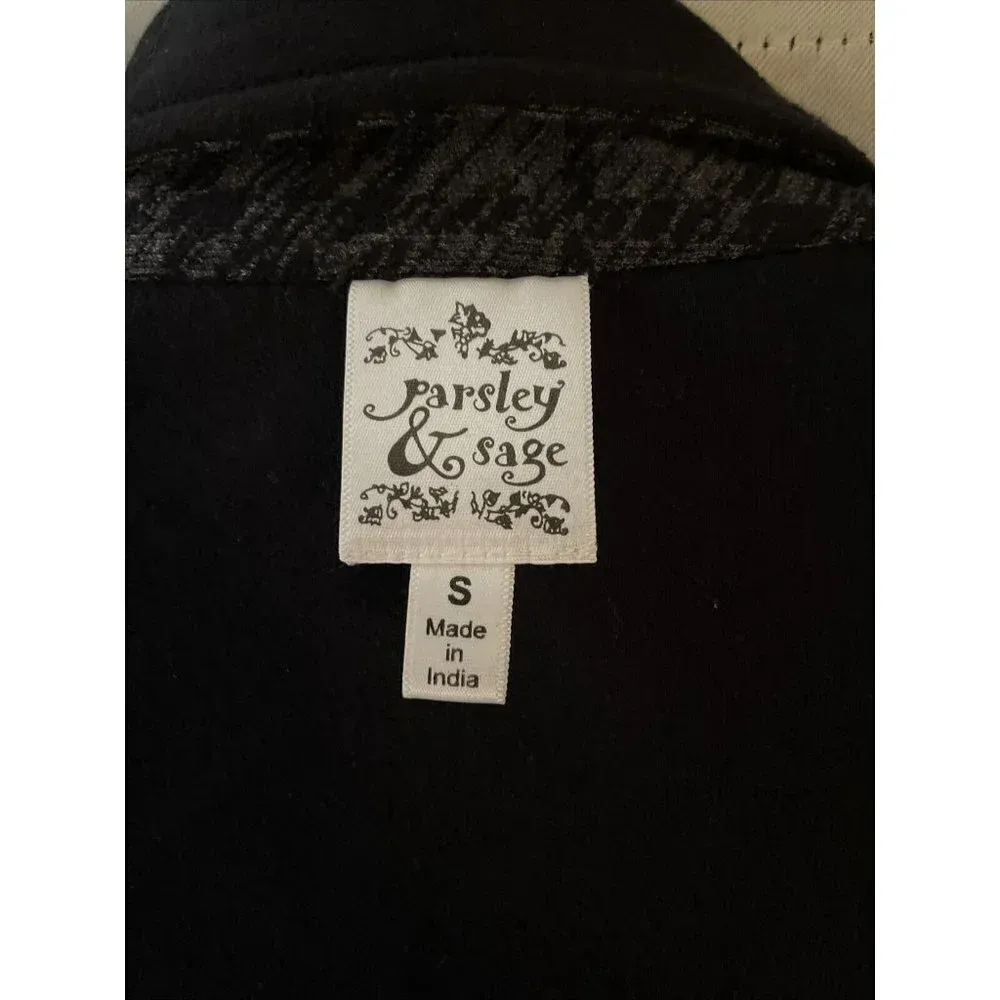 parsley
& sage
S
Made
in
India